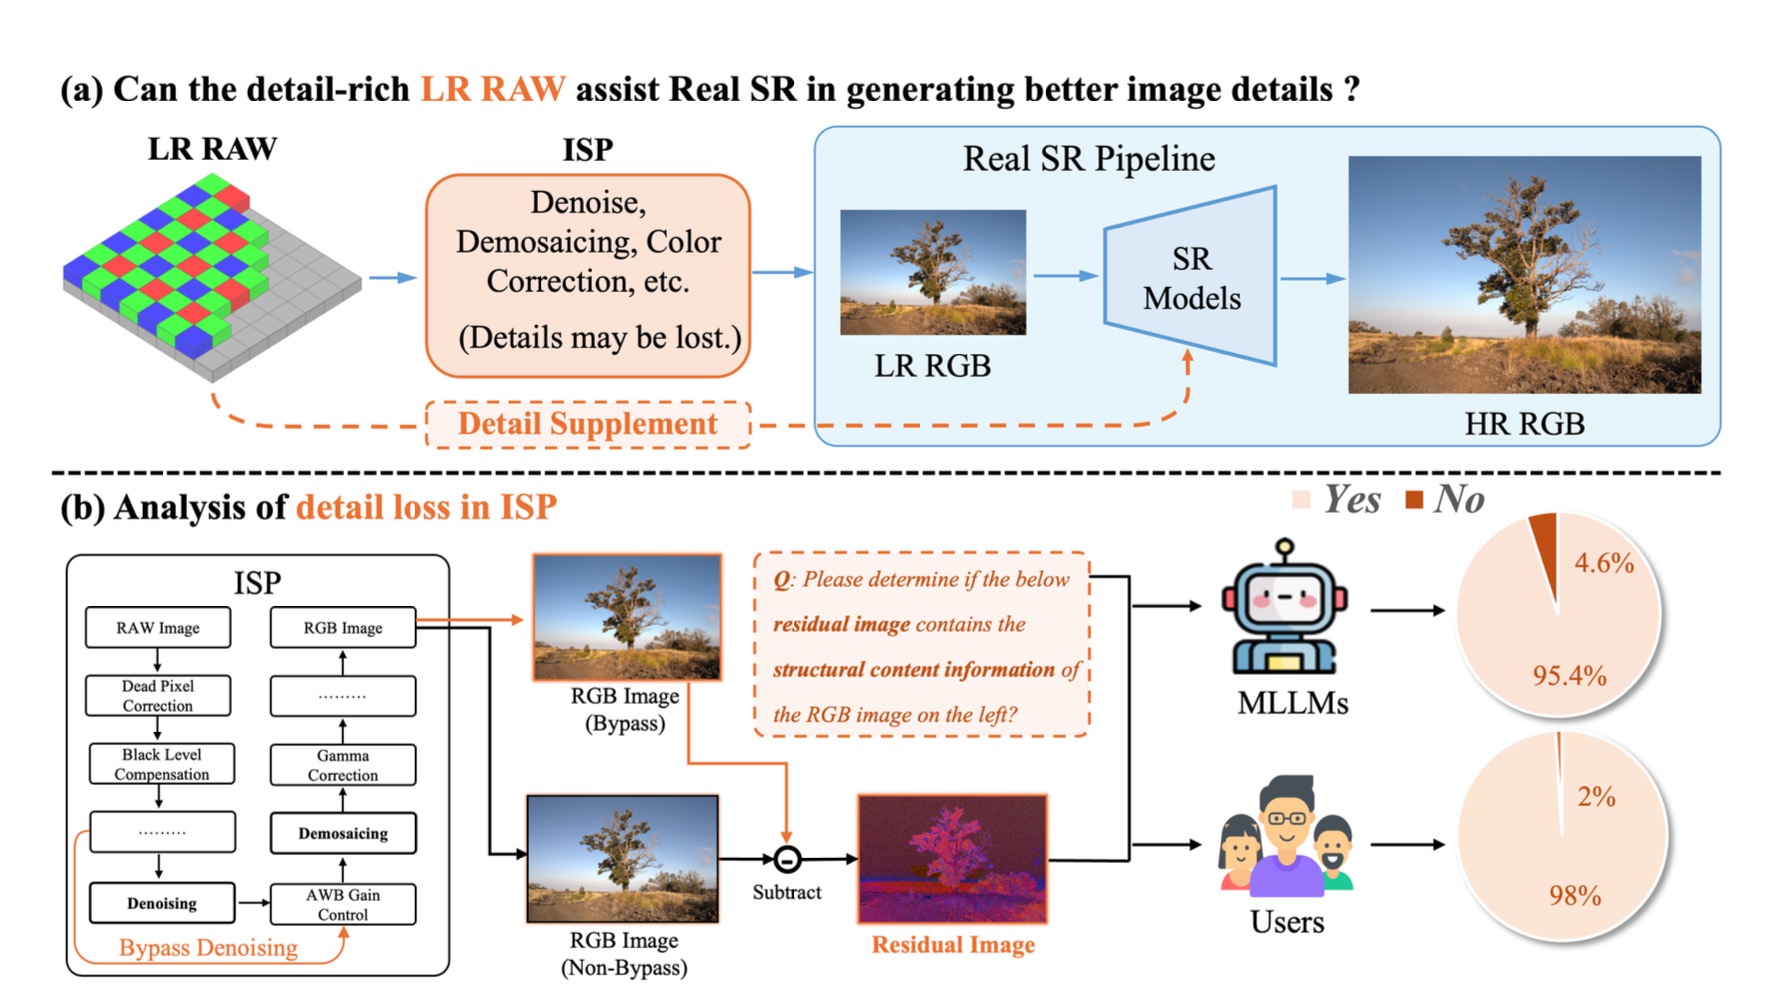 (a) Can the detail-rich LR RAW assist Real SR in generating better image details ?
LR RAW
ISP
Denoise,
Demosaicing, Color
Correction, etc.
(Details may be lost.)
Real SR Pipeline
LR RGB
SR
Models
HR RGB
Detail Supplement
(b) Analysis of detail loss in ISP
Yes
No
ISP
RAW Image
Dead Pixel
Correction
Black Level
Compensation
.........
Denoising
AWB Gain
Control
Demosaicing
Gamma
Correction
.........
RGB Image
Bypass Denoising
RGB Image
(Bypass)
RGB Image
(Non-Bypass)
Subtract
Residual Image
Q: Please determine if the below
residual image contains the
structural content information of
the RGB image on the left?
MLLMs
4.6%
95.4%
Users
2%
98%